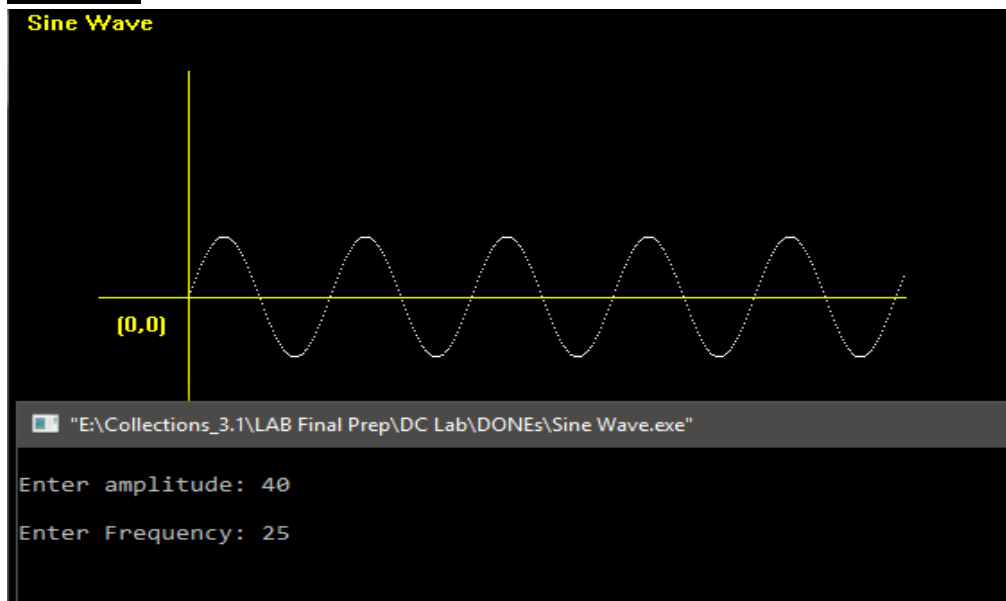 Sine Wave
(0,0)
"E:\Collections_3.1\LAB Final Prep\DC Lab\DONEs\Sine Wave.exe"
Enter amplitude: 40
Enter Frequency: 25